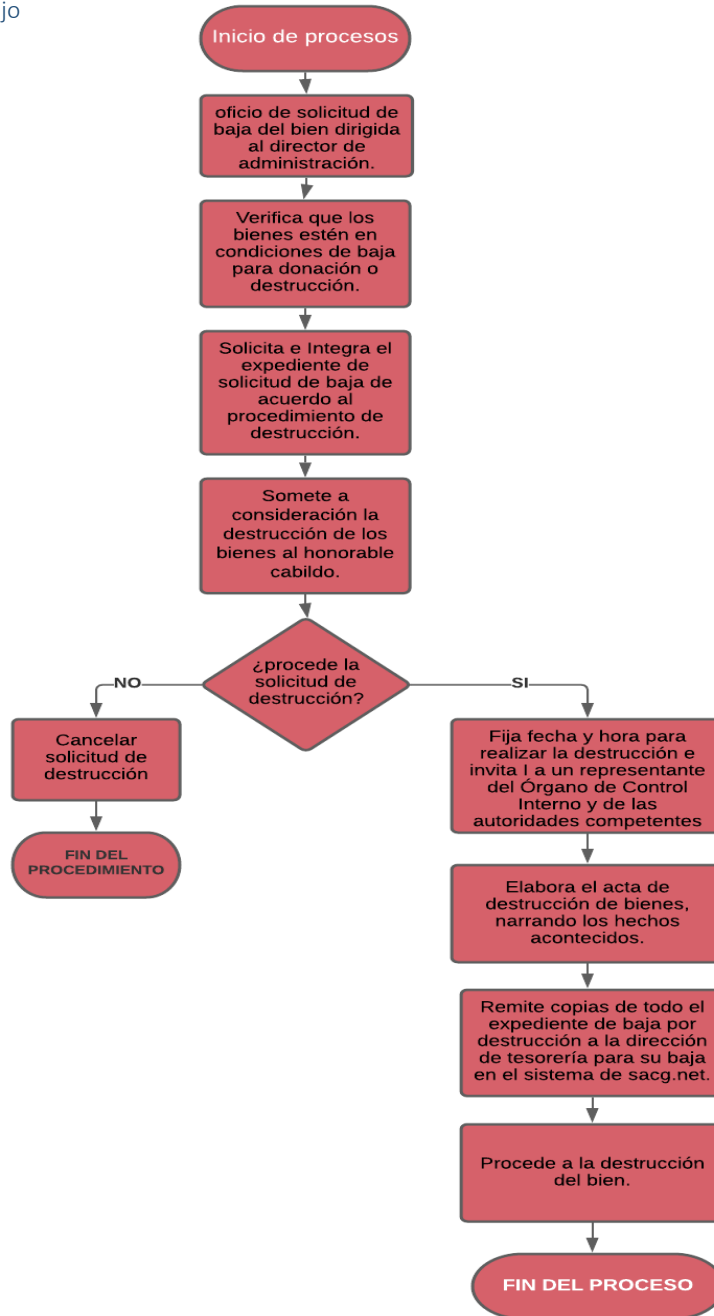 jo
Inicio de procesos
oficio de solicitud de
baja del bien dirigida
al director de
administración.
Verifica que los
bienes estén en
condiciones de baja
para donación o
destrucción.
Solicita e Integra el
expediente de
solicitud de baja de
acuerdo al
procedimiento de
destrucción.
Somete a
consideración la
destrucción de los
bienes al honorable
cabildo.
¿procede la
solicitud de
destrucción?
NO
SI
Cancelar
solicitud de
destrucción
FIN DEL
PROCEDIMIENTO
Fija fecha y hora para
realizar la destrucción e
invita l a un representante
del Órgano de Control
Interno y de las
autoridades competentes
Elabora el acta de
destrucción de bienes,
narrando los hechos
acontecidos.
Remite copias de todo el
expediente de baja por
destrucción a la dirección
de tesorería para su baja
en el sistema de sacg.net.
Procede a la destrucción
del bien.
FIN DEL PROCESO